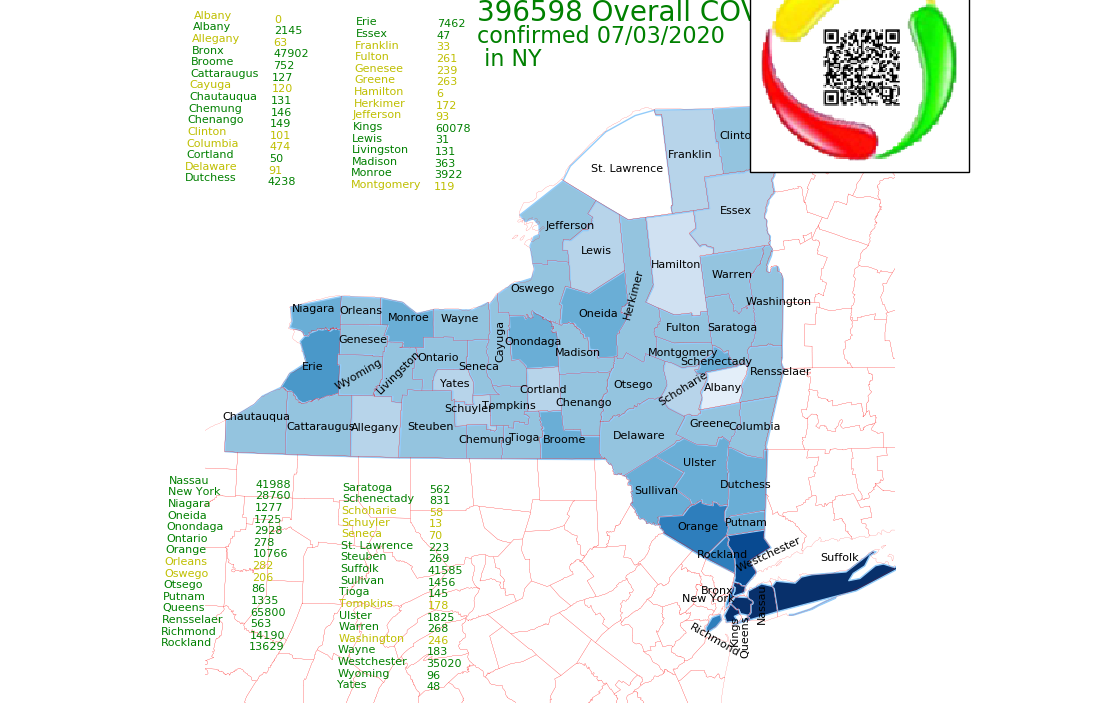 396598 Overall COV
confirmed 07/03/2020
in NY
Albany 0
Albany 2145
Allegany 63
Bronx 47902
Broome 752
Cattaraugus 127
Cayuga 120
Chautauqua 131
Chemung 146
Chenango 149
Clinton 101
Columbia 474
Cortland 50
Delaware 91
Dutchess 4238
Erie 7462
Essex 47
Franklin 33
Fulton 261
Genesee 239
Greene 263
Hamilton 6
Herkimer 172
Jefferson 93
Kings 60078
Lewis 31
Livingston 131
Madison 363
Monroe 3922
Montgomery 119
Clinto
Franklin
St. Lawrence
Essex
Jefferson
Lewis
Hamilton
Warren
Oswego
Herkimer
Washington
Niagara
Orleans
Monroe
Wayne
Oneida
Fulton
Saratoga
Genesee
Cayuga
Onondaga
Madison
Montgomery
Schenectady
Erie
Wyoming
Livingston
Ontario
Seneca
Rensselaer
Yates
Cortland
Otsego
Schoharie
Albany
Schuyler
Tompkins
Chenango
Chautauqua
Cattaraugus
Allegany
Steuben
Chemung
Tioga
Broome
Delaware
Greene
Columbia
Ulster
Sullivan
Dutchess
Orange
Putnam
Rockland
Westchester
Suffolk
Bronx
New York
Nassau
Richmond
Kings
Queens
Nassau 41988
New York 28760
Niagara 1277
Oneida 1725
Onondaga 2928
Ontario 278
Orange 10766
Orleans 282
Oswego 206
Otsego 86
Putnam 1335
Queens 65800
Rensselaer 563
Richmond 14190
Rockland 13629
Saratoga 562
Schenectady 831
Schoharie 58
Schuyler 13
Seneca 70
St. Lawrence 223
Steuben 269
Suffolk 41585
Sullivan 1456
Tioga 145
Tompkins 178
Ulster 1825
Warren 268
Washington 246
Wayne 183
Westchester 35020
Wyoming 96
Yates 48